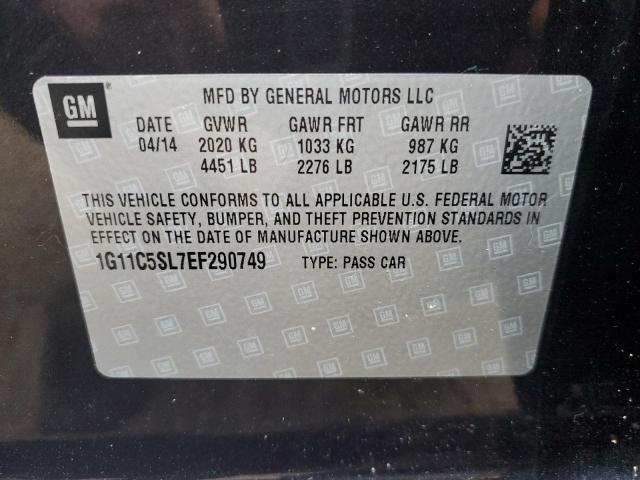 GM
MFD BY GENERAL MOTORS LLC
DATE GVWR GAWR FRT GAWR RR
04/14 2020 KG 1033 KG 987 KG
4451 LB 2276 LB 2175 LB
THIS VEHICLE CONFORMS TO ALL APPLICABLE U.S. FEDERAL MOTOR
VEHICLE SAFETY, BUMPER, AND THEFT PREVENTION STANDARDS IN
EFFECT ON THE DATE OF MANUFACTURE SHOWN ABOVE.
1G11C5SL7EF290749 TYPE: PASS CAR